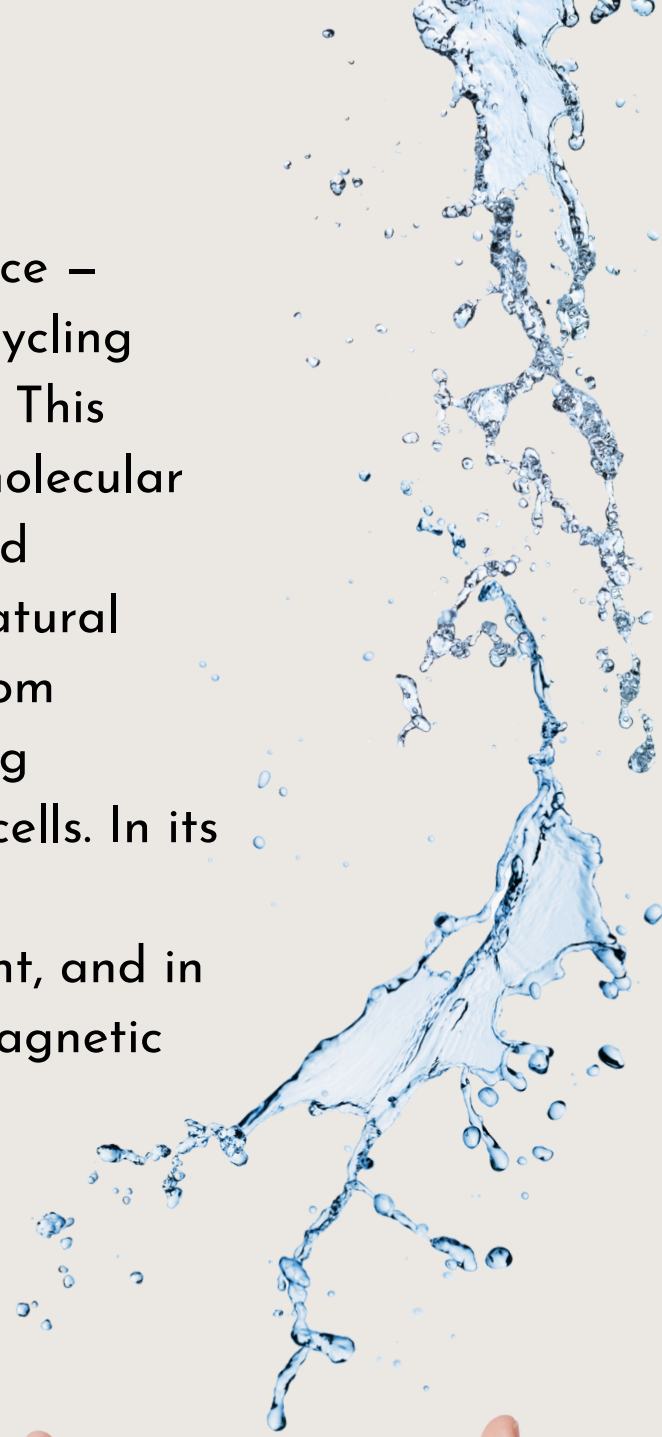 ce –
ycling
This
olecular
d
atural
om
g
cells. In its
nt, and in
agnetic